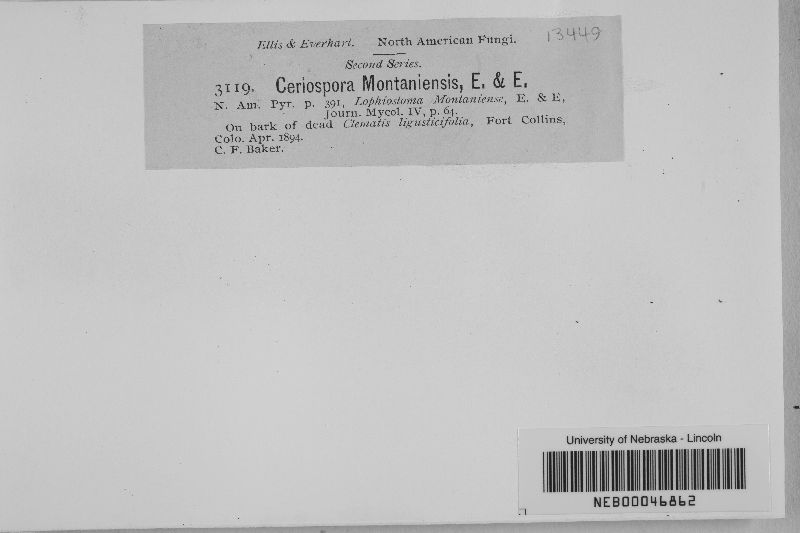 Ellis & Everhart. North American Fungi. 13449
Second Series.
3119. Ceriospora Montaniensis, E. & E.
N. Am. Pyr. p. 391, Lophiostoma Montaniense, E. & E,
Journ. Mycol. IV, p. 64.
On bark of dead Clematis ligusticifolia, Fort Collins,
Colo. Apr. 1894.
C. F. Baker.
University of Nebraska - Lincoln
NEB00046862